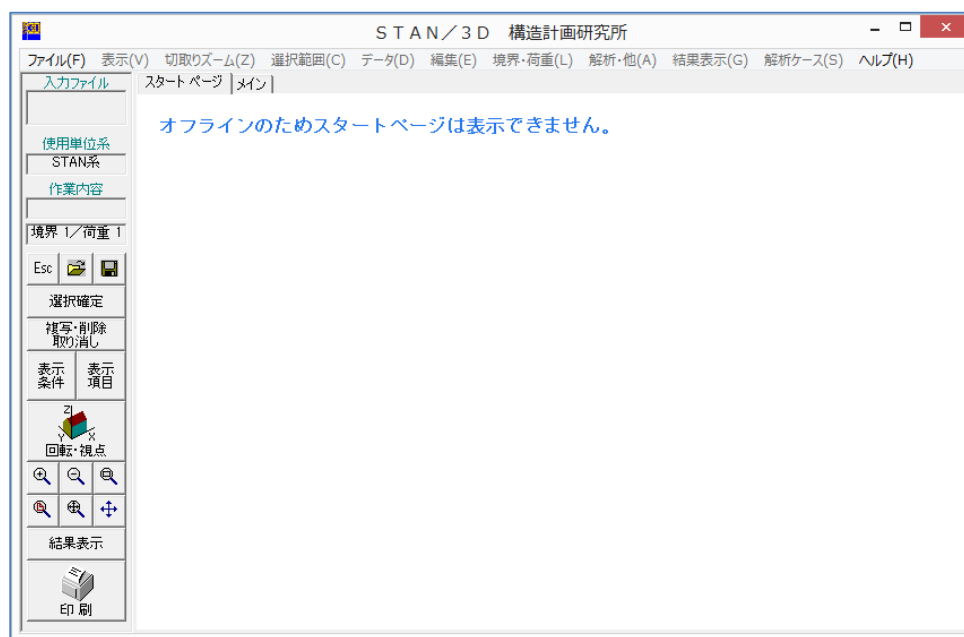 ＳＴＡＮ／３Ｄ　構造計画研究所
ファイル(F) 表示(V) 切取りズーム(Z) 選択範囲(C) データ(D) 編集(E) 境界・荷重(L) 解析・他(A) 結果表示(G) 解析ケース(S) ヘルプ(H)
入力ファイル
スタート ページ メイン
オフラインのためスタートページは表示できません。
使用単位系
STAN系
作業内容
境界 1／荷重 1
Esc
選択確定
複写・削除
取り消し
表示 表示
条件 項目
Z
Y X
回転・視点
結果表示
印 刷